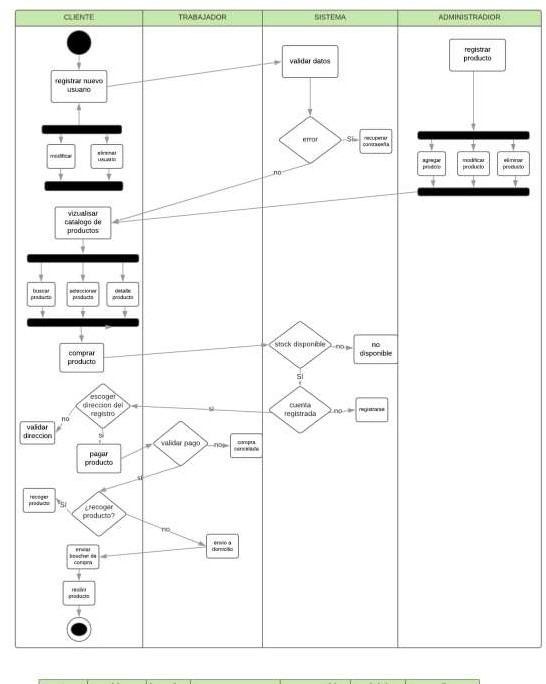 CLIENTE
TRABAJADOR
SISTEMA
ADMINISTRADIOR
registrar nuevo
usuario
validar datos
registrar
producto
error
Si
recuperar
contraseña
no
modificar
eliminar
usuario
agregar
prodcto
modificar
producto
eliminar
producto
vizualisar
catalogo de
productos
buscar
producto
seleccionar
producto
detalle
producto
comprar
producto
stock disponible
no
no
disponible
Si
cuenta
registrada
no
registrarse
si
escoger
direccion del
registro
no
validar
direccion
si
pagar
producto
validar pago
no
compra
cancelada
si
¿recoger
producto?
Si
recoger
producto
no
envio a
domicilio
enviar
boucher de
compra
recibir
producto